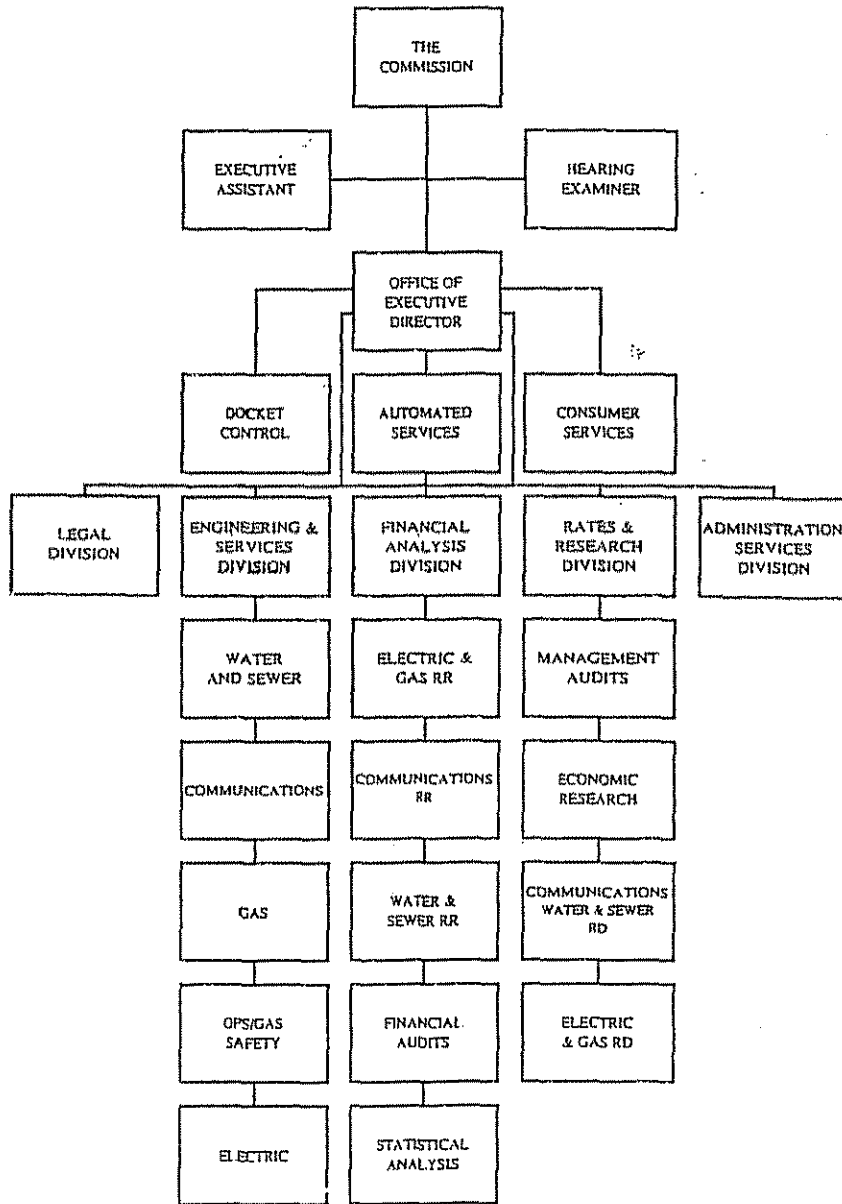 THE
COMMISSION
EXECUTIVE
ASSISTANT
HEARING
EXAMINER
OFFICE OF
EXECUTIVE
DIRECTOR
DOCKET
CONTROL
AUTOMATED
SERVICES
CONSUMER
SERVICES
LEGAL
DIVISION
ENGINEERING &
SERVICES
DIVISION
FINANCIAL
ANALYSIS
DIVISION
RATES &
RESEARCH
DIVISION
ADMINISTRATION
SERVICES
DIVISION
WATER
AND SEWER
ELECTRIC &
GAS RR
MANAGEMENT
AUDITS
COMMUNICATIONS
COMMUNICATIONS
RR
ECONOMIC
RESEARCH
GAS
WATER &
SEWER RR
COMMUNICATIONS
WATER & SEWER
RD
OPS/GAS
SAFETY
FINANCIAL
AUDITS
ELECTRIC
& GAS RD
ELECTRIC
STATISTICAL
ANALYSIS